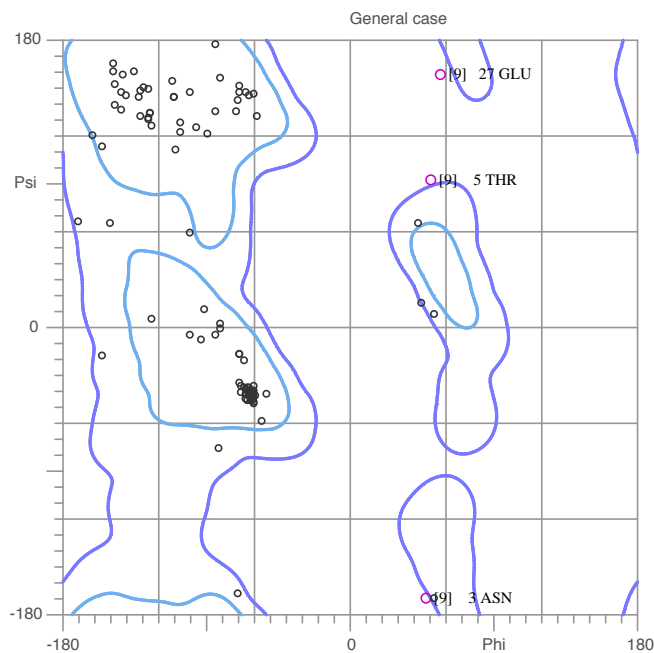 General case
180
[9] 27 GLU
Psi
[9] 5 THR
0
[9] 3 ASN
-180
-180 0 Phi 180